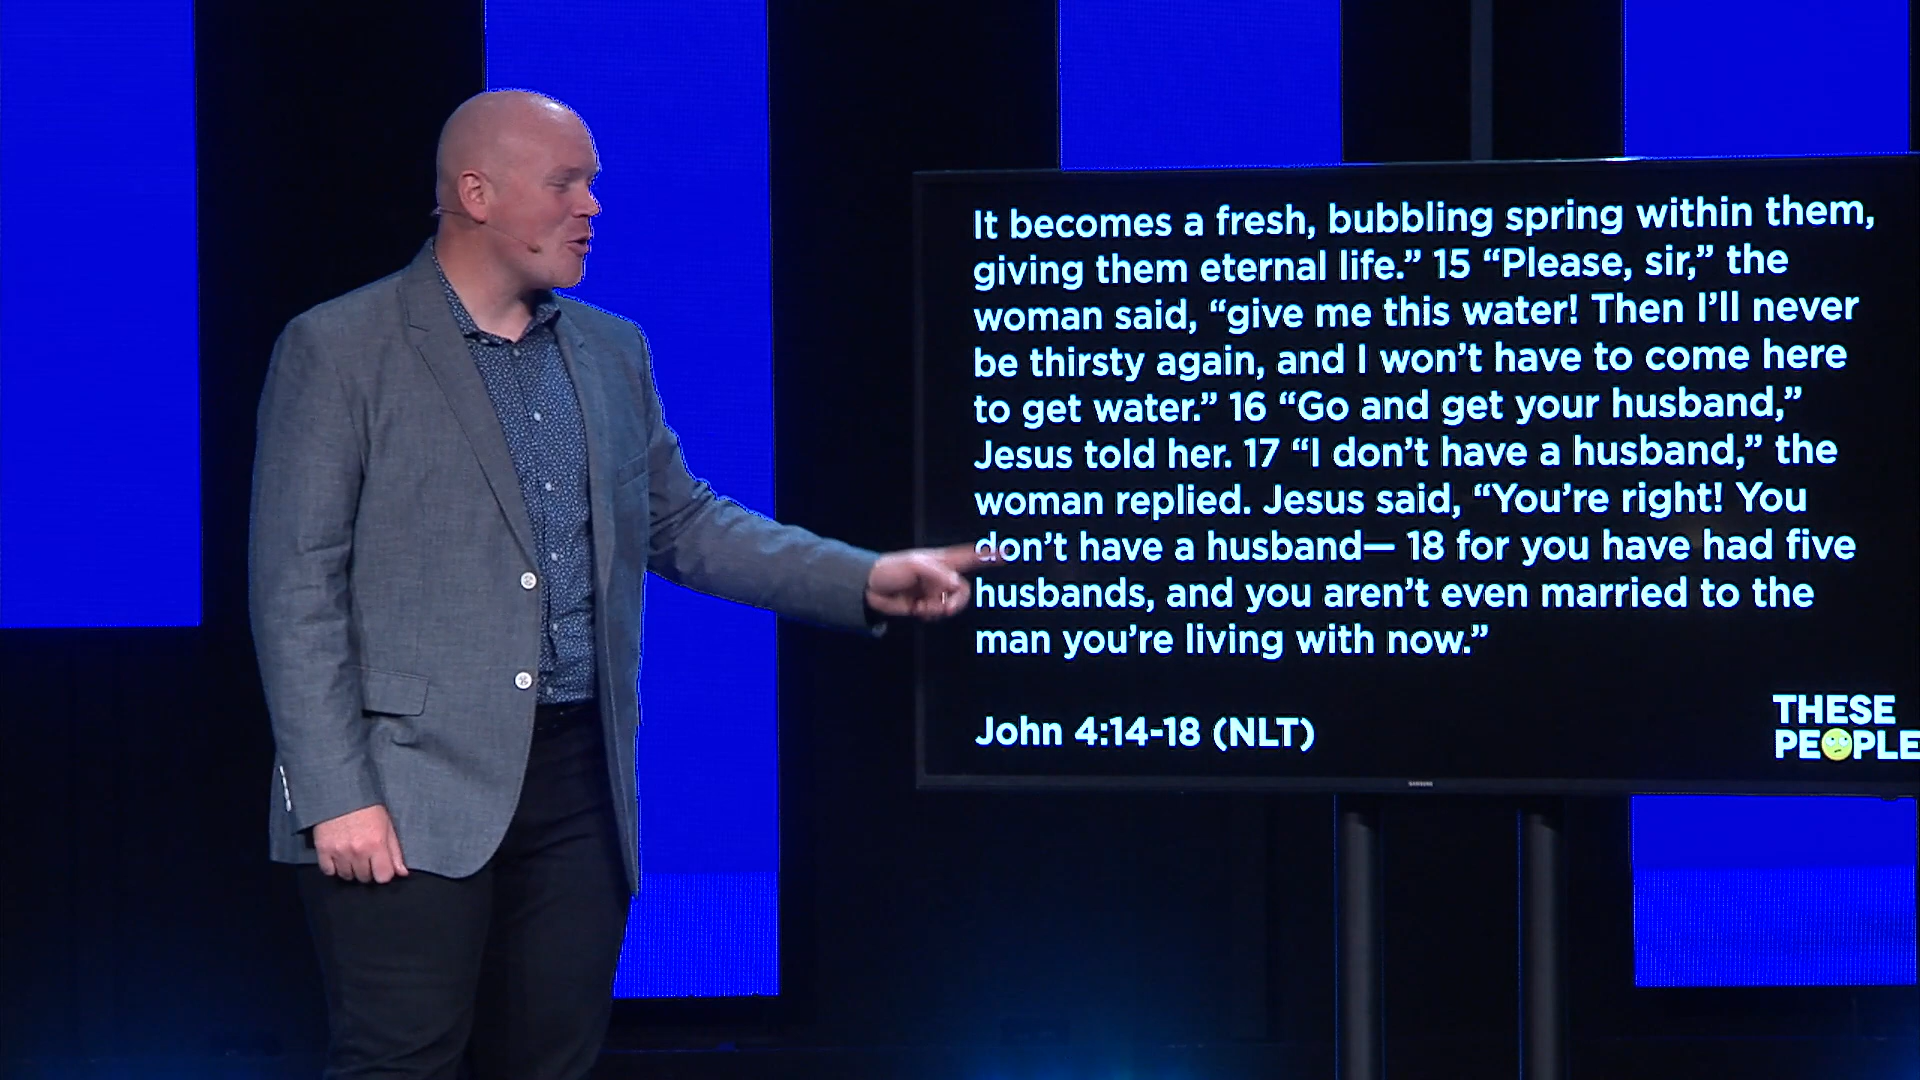 It becomes a fresh, bubbling spring within them,
giving them eternal life.” 15 “Please, sir,” the
woman said, “give me this water! Then I’ll never
be thirsty again, and I won’t have to come here
to get water.” 16 “Go and get your husband,”
Jesus told her. 17 “I don’t have a husband,” the
woman replied. Jesus said, “You’re right! You
don’t have a husband— 18 for you have had five
husbands, and you aren’t even married to the
man you’re living with now.”
John 4:14-18 (NLT)
THESE
PEOPLE
SAMSUNG